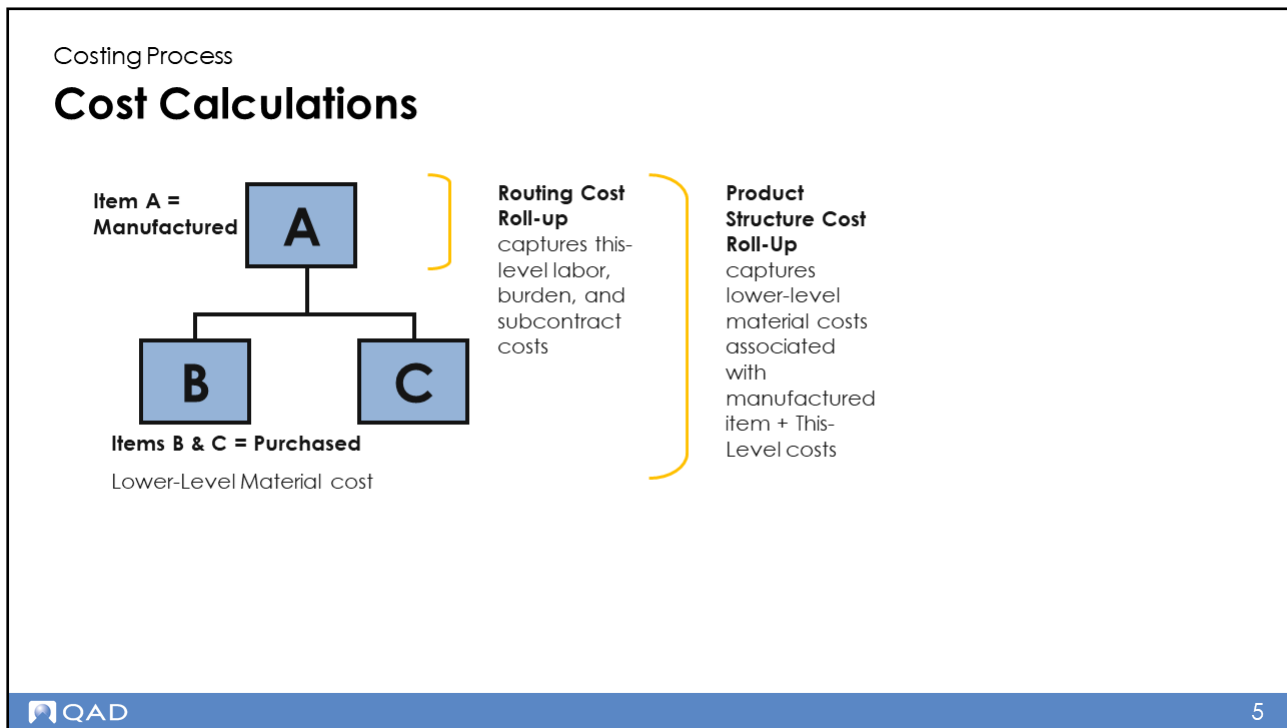 Costing Process
Cost Calculations
Item A =
Manufactured
A
B
C
Items B & C = Purchased
Lower-Level Material cost
Routing Cost
Roll-up
captures this-
level labor,
burden, and
subcontract
costs
Product
Structure Cost
Roll-Up
captures
lower-level
material costs
associated
with
manufactured
item + This-
Level costs
QAD
5